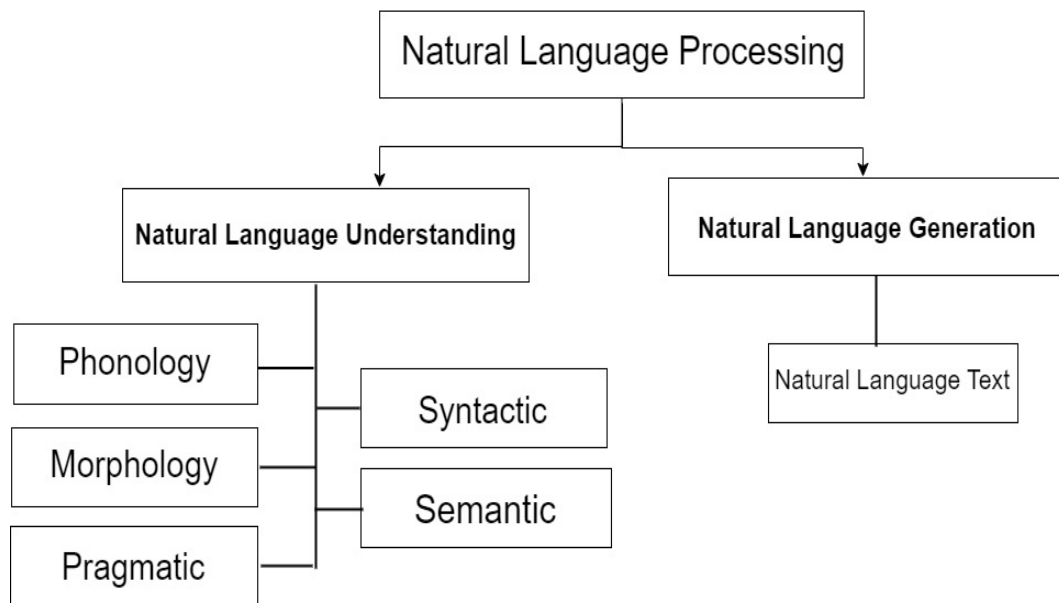 Natural Language Processing
Natural Language Understanding
Natural Language Generation
Phonology
Syntactic
Morphology
Semantic
Pragmatic
Natural Language Text